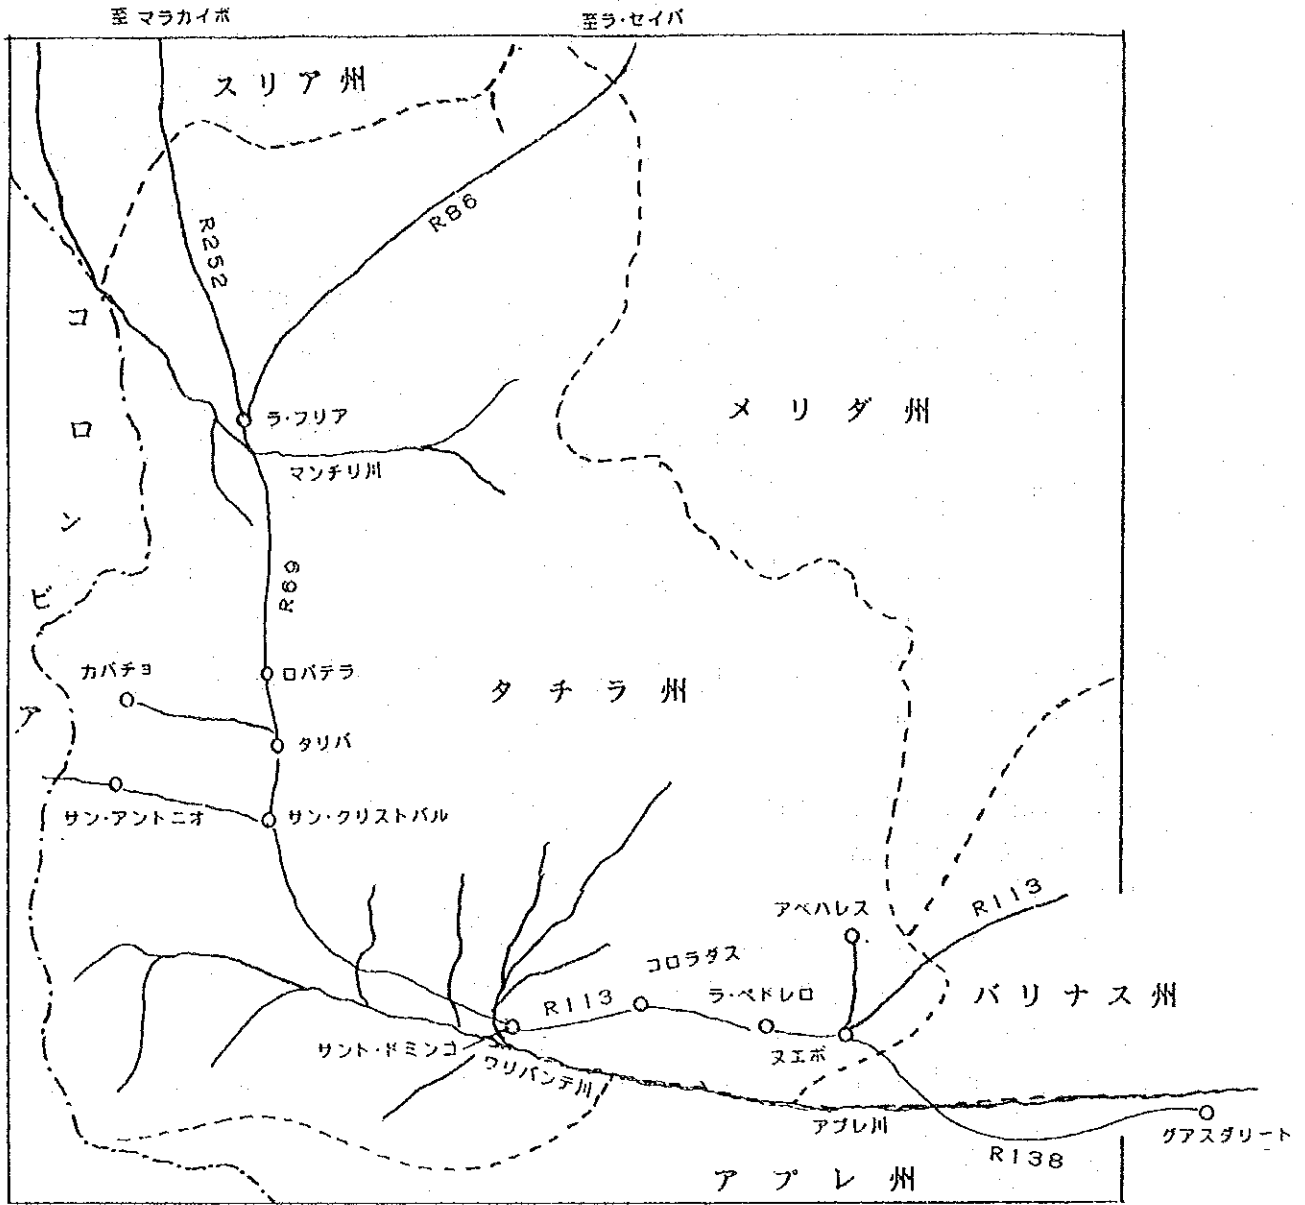 至 マラカイボ
至ラ・セイバ
スリア州
R252
R86
コロンビア
ラ・フリア
メリダ州
マンチリ川
R69
カパチョ
ロバテラ
タチラ州
タリバ
サン・アントニオ
サン・クリストバル
アベハレス
R113
コロラダス
R113
ラ・ペドレロ
バリナス州
サント・ドミンゴ
ワリバンテ川
ヌエボ
アプレ川
グアスダリート
R138
アプレ州